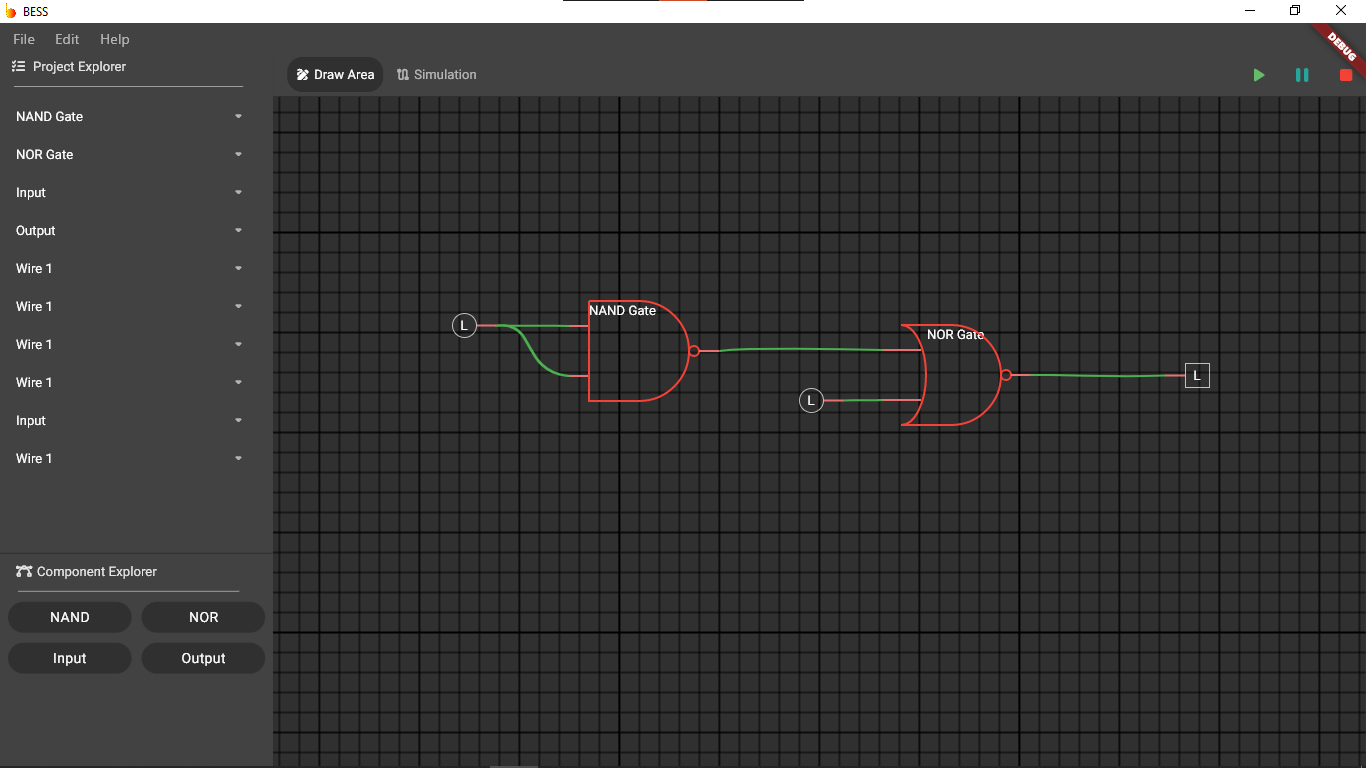 BESS
File Edit Help
DEBUG
Project Explorer
Draw Area
Simulation
NAND Gate
NOR Gate
Input
Output
Wire 1
Wire 1
Wire 1
Wire 1
Input
Wire 1
NAND Gate
L
NOR Gate
L
L
Component Explorer
NAND NOR
Input Output